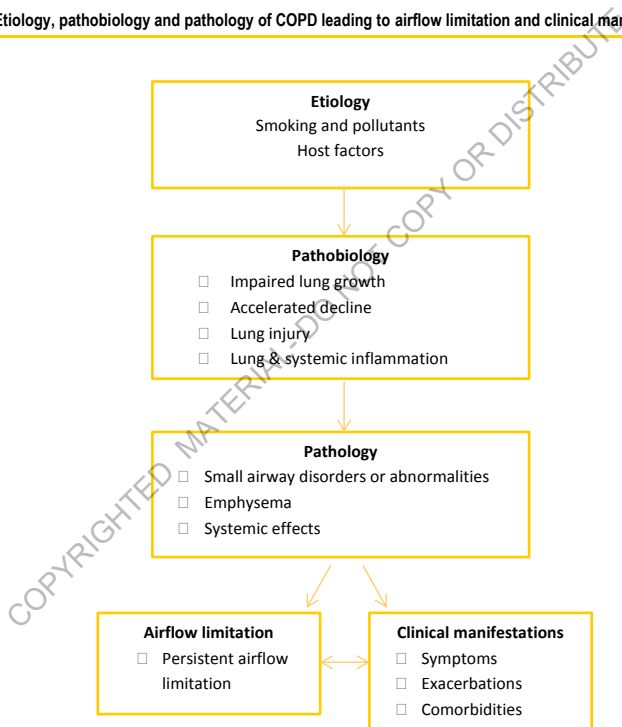 Etiology, pathobiology and pathology of COPD leading to airflow limitation and clinical
Etiology
Smoking and pollutants
Host factors
Pathobiology
□ Impaired lung growth
□ Accelerated decline
□ Lung injury
□ Lung & systemic inflammation
Pathology
□ Small airway disorders or abnormalities
□ Emphysema
□ Systemic effects
Airflow limitation
□ Persistent airflow
limitation
Clinical manifestations
□ Symptoms
□ Exacerbations
□ Comorbidities
COPYRIGHTED MATERIAL- DO NOT COPY OR DISTRIBUTE